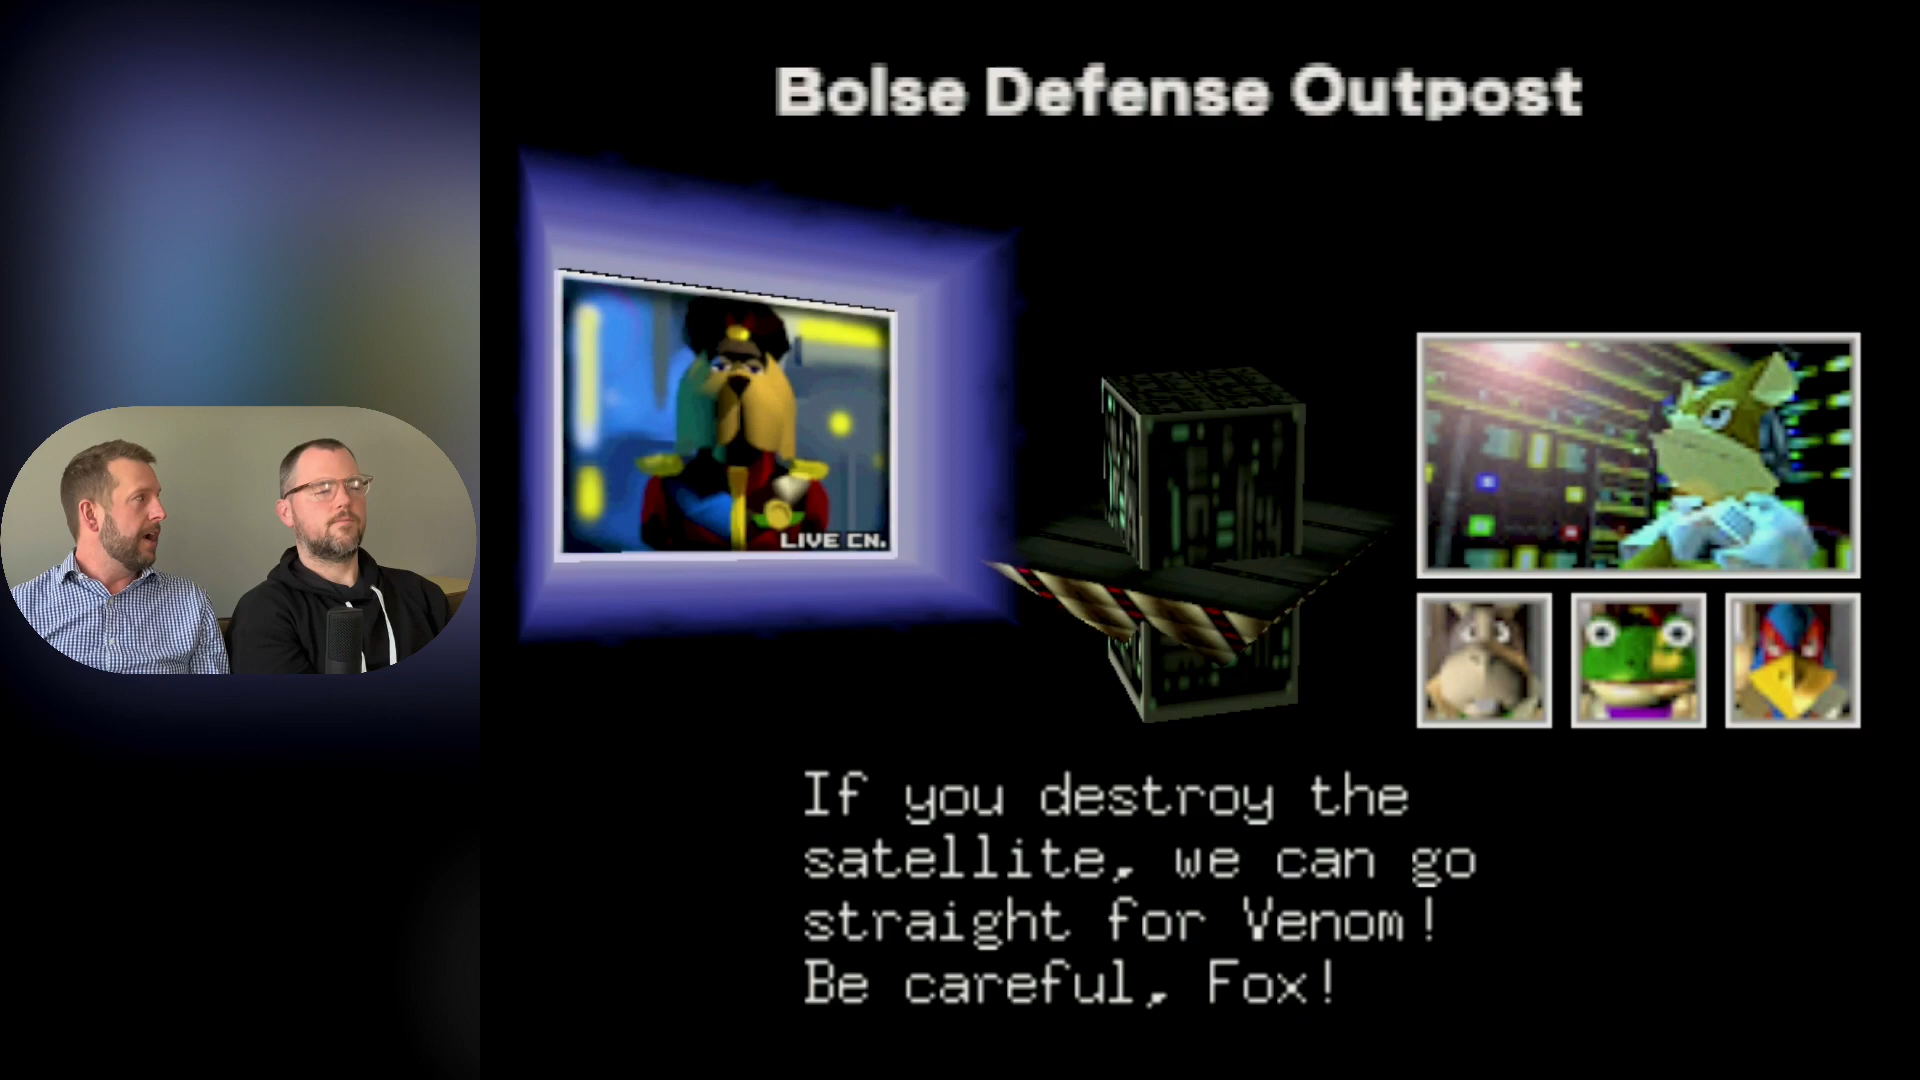 Bolse Defense Outpost
LIVE CN.
If you destroy the
satellite, we can go
straight for Venom!
Be careful, Fox!